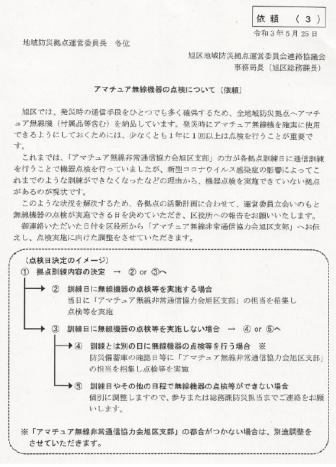 依頼（3）
令和3年5月25日
地域防災拠点運営委員長 各位
旭区地域防災拠点運営委員会連絡協議会
事務局長（旭区総務課長）
アマチュア無線機器の点検について（依頼）
旭区では、発災時の通信手段をひとつでも多く確保するため、全地域防災拠点へアマチ
ュア無線機（付属品等含む）を納品しています。発災時にアマチュア無線機を確実に使用
できるようにしておくためには、少なくとも1年に1回以上は点検を行うことが重要で
す。
これまでは、「アマチュア無線非常通信協力会旭区支部」の方が各拠点訓練日に通信訓練
を行うことで機器点検を行っていましたが、新型コロナウイルス感染症の影響によってこ
れまでのような訓練ができなくなったなどの理由から、機器点検を実施できていない拠点
があるのが現状です。
このような状況を解決するため、各拠点の活動計画に合わせて、運営委員立会いのもと
無線機器の点検が実施できる日を決めていただき、区役所への報告をお願いいたします。
御連絡いただいた日付を区役所から「アマチュア無線非常通信協力会旭区支部」へお伝
えし、点検実施に向けた調整をさせていただきます。
（点検日決定のイメージ）
① 拠点訓練内容の決定 → ② or ③へ
② 訓練日に無線機器の点検等を実施する場合
当日に「アマチュア無線非常通信協力会旭区支部」の担当を招集し
点検等を実施
③ 訓練日に無線機器の点検等を実施しない場合 → ④ or ⑤へ
④ 訓練日とは別の日に無線機器の点検等を行う場合 ※
防災備蓄庫の確認日等に「アマチュア無線非常通信協力会旭区支部」
の担当を招集し点検等を実施
⑤ 訓練日やその他の日程で無線機器の点検等ができない場合
個別に調整しますので、参与または総務課防災担当までご連絡をお願
いします。
※「アマチュア無線非常通信協力会旭区支部」の都合がつかない場合は、別途調整を
させていただきます。